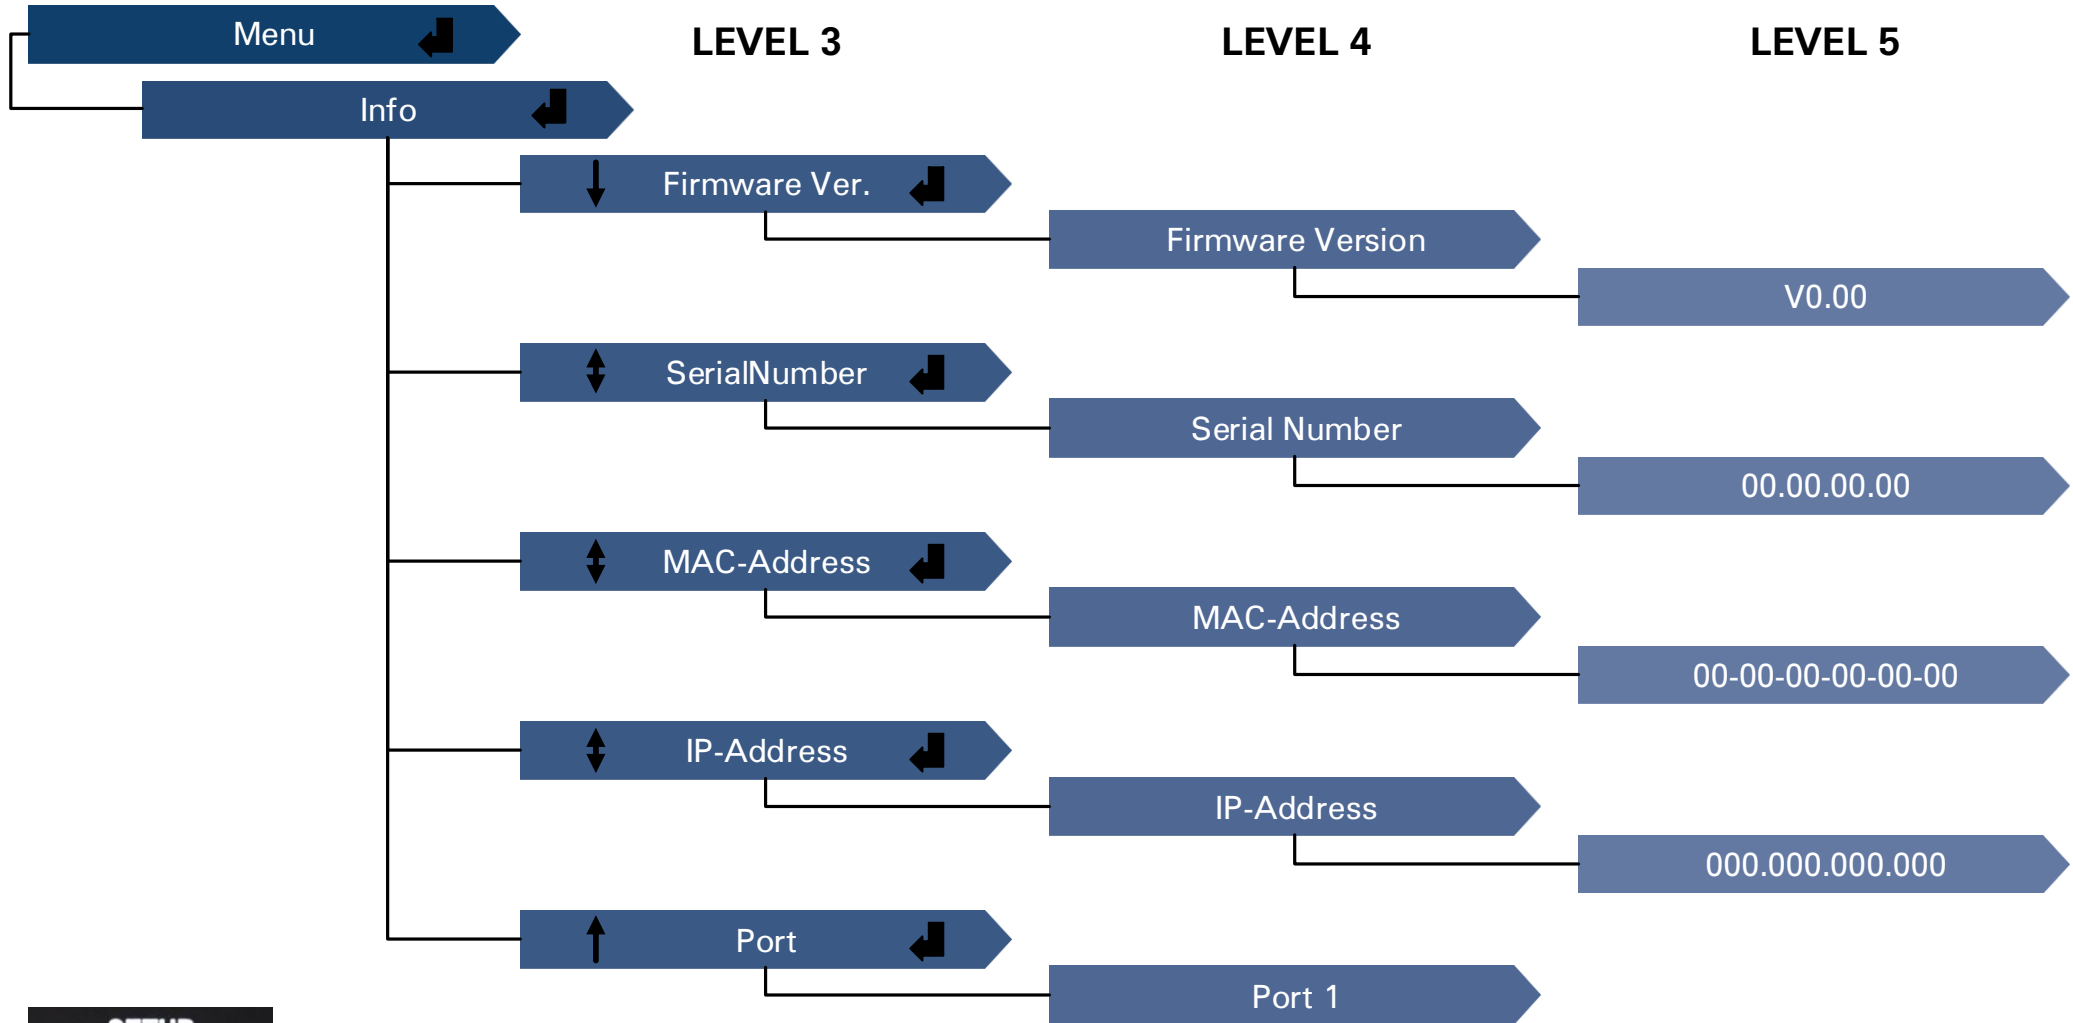 Menu
LEVEL 3
LEVEL 4
LEVEL 5
Info
Firmware Ver.
Firmware Version
V0.00
SerialNumber
Serial Number
00.00.00.00
MAC-Address
MAC-Address
00-00-00-00-00-00
IP-Address
IP-Address
000.000.000.000
Port
Port 1